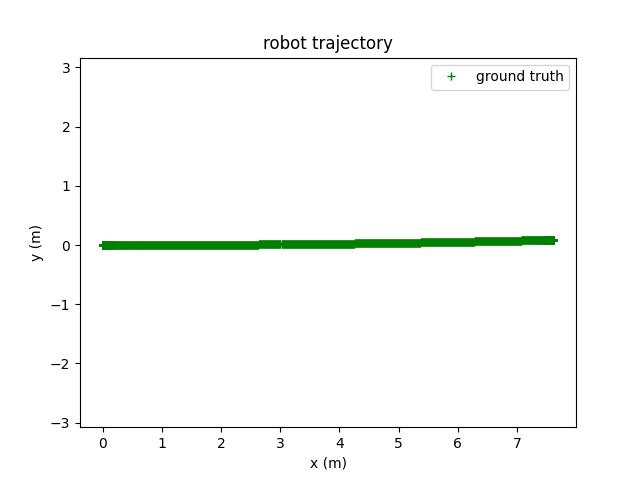 robot trajectory
ground truth
3
2
1
0
−1
−2
−3
y (m)
0 1 2 3 4 5 6 7
x (m)